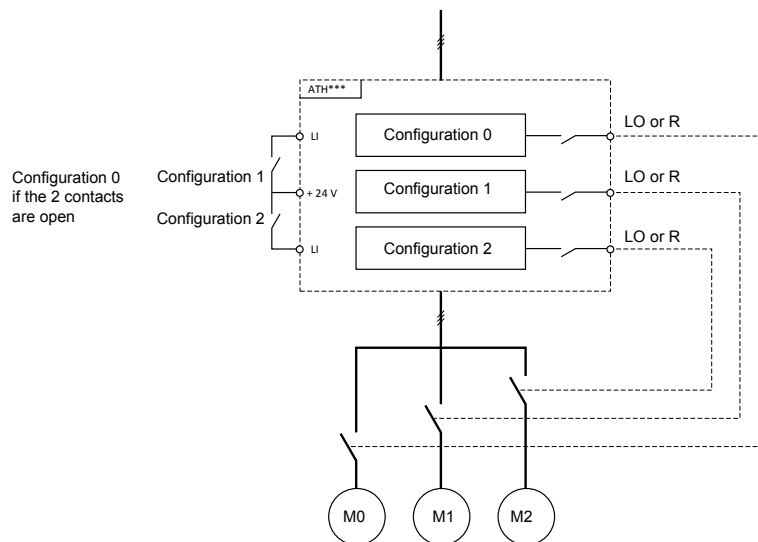 ATH***
LI
Configuration 0
LO or R
Configuration 0
if the 2 contacts
are open
Configuration 1
+ 24 V
Configuration 1
LO or R
Configuration 2
LI
Configuration 2
LO or R
M0
M1
M2